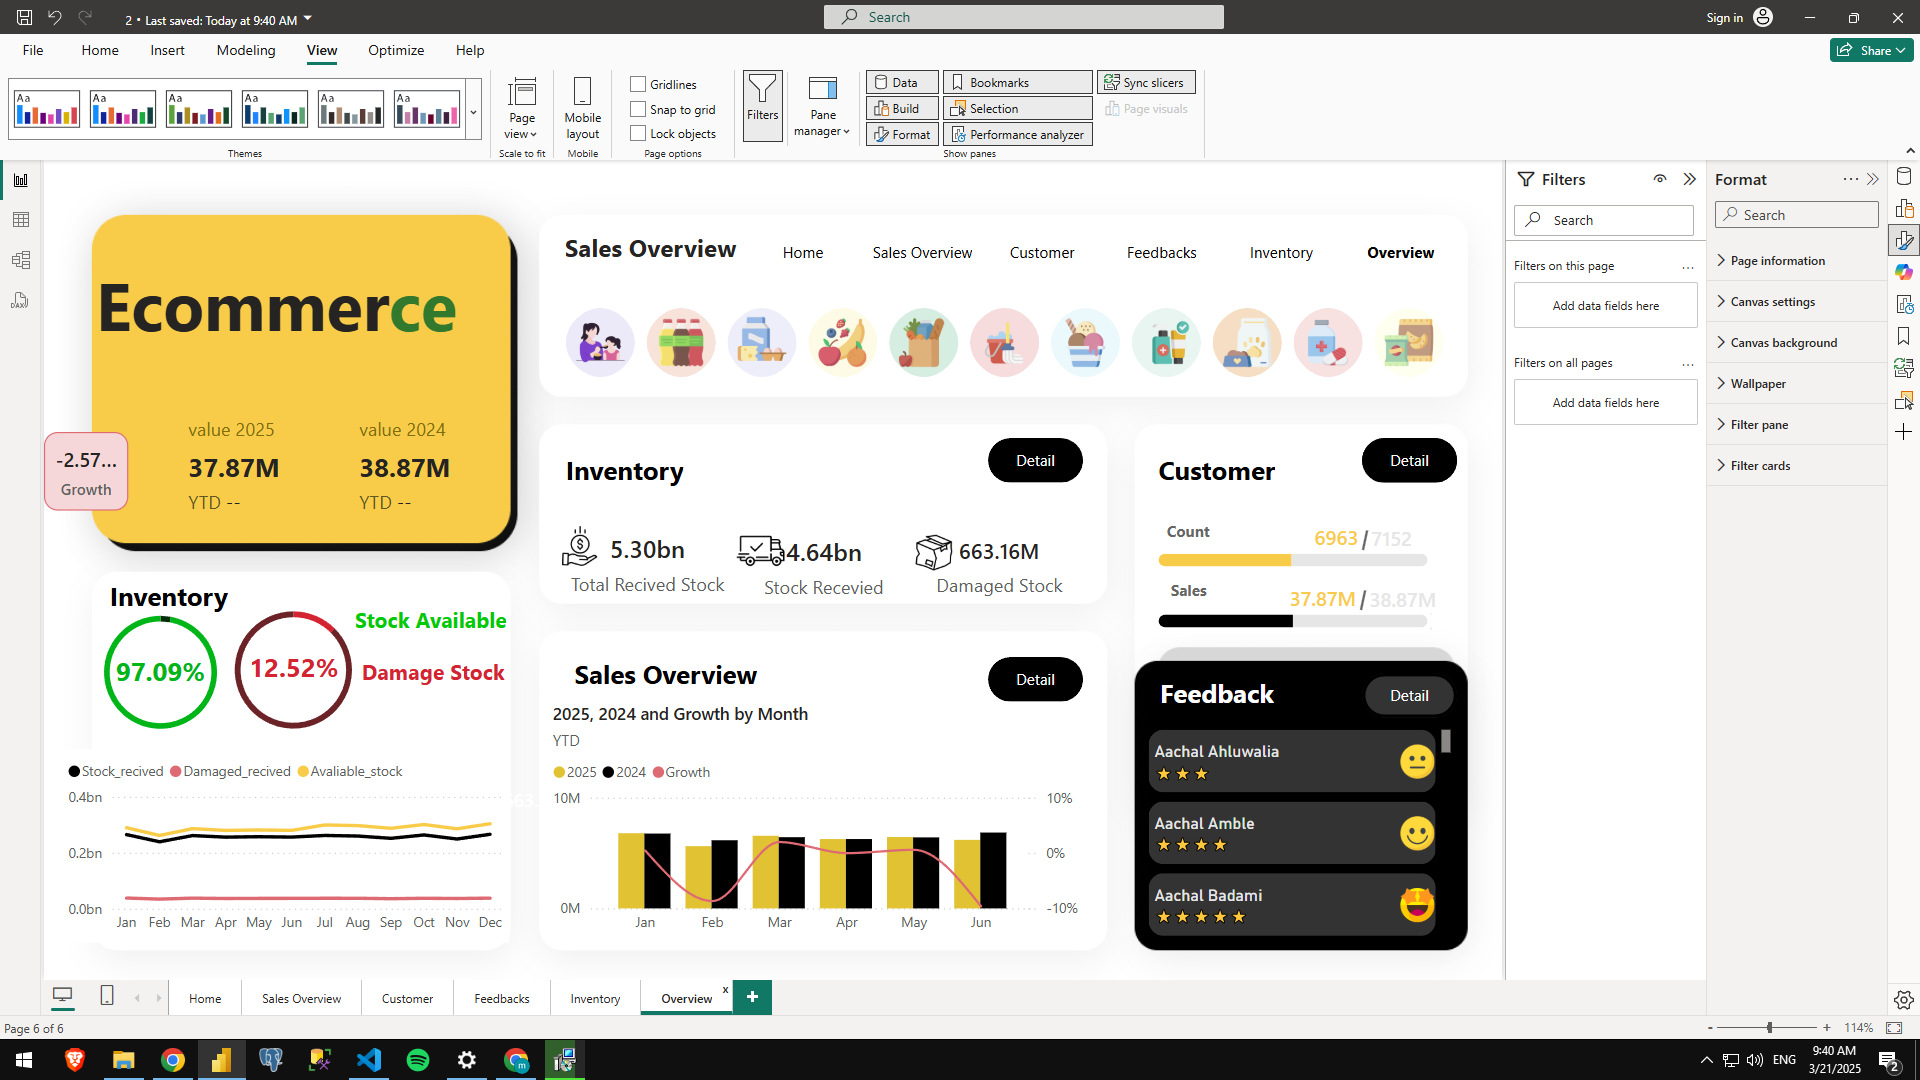 2 • Last saved: Today at 9:40 AM
Search
Sign in
File Home Insert Modeling View Optimize Help
Share
Aa Aa Aa Aa Aa Aa
Themes
Page view
Scale to fit
Mobile layout
Mobile
Gridlines
Snap to grid
Lock objects
Page options
Filters
Pane manager
Data Bookmarks Sync slicers
Build Selection Page visuals
Format Performance analyzer
Show panes
DAX
Ecommerce
value 2025 value 2024
37.87M 38.87M
YTD -- YTD --
-2.57...
Growth
Sales Overview
Home Sales Overview Customer Feedbacks Inventory Overview
Inventory
Detail
5.30bn 4.64bn 663.16M
Total Recived Stock Stock Recevied Damaged Stock
Customer
Detail
Count
6963 / 7152
Sales
37.87M / 38.87M
Inventory
97.09% 12.52%
Stock Available
Damage Stock
Stock_recived Damaged_recived Avaliable_stock
0.4bn
0.2bn
0.0bn
Jan Feb Mar Apr May Jun Jul Aug Sep Oct Nov Dec
Sales Overview
Detail
2025, 2024 and Growth by Month
YTD
2025 2024 Growth
10M 10%
0%
0M -10%
Jan Feb Mar Apr May Jun
Feedback
Detail
Aachal Ahluwalia
Aachal Amble
Aachal Badami
Filters
Search
Filters on this page
...
Add data fields here
Filters on all pages
...
Add data fields here
Format
...
Search
Page information
Canvas settings
Canvas background
Wallpaper
Filter pane
Filter cards
Home Sales Overview Customer Feedbacks Inventory Overview x +
Page 6 of 6
- + 114%
m
ENG
9:40 AM
3/21/2025
2